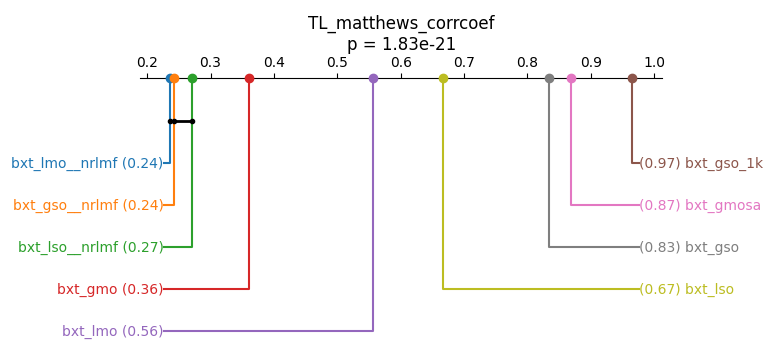 TL_matthews_corrcoef
p = 1.83e-21
0.2 0.3 0.4 0.5 0.6 0.7 0.8 0.9 1.0
bxt_lmo__nrlmf (0.24) (0.97) bxt_gso_1k
bxt_gso__nrlmf (0.24) (0.87) bxt_gmosa
bxt_lso__nrlmf (0.27) (0.83) bxt_gso
bxt_gmo (0.36) (0.67) bxt_lso
bxt_lmo (0.56)